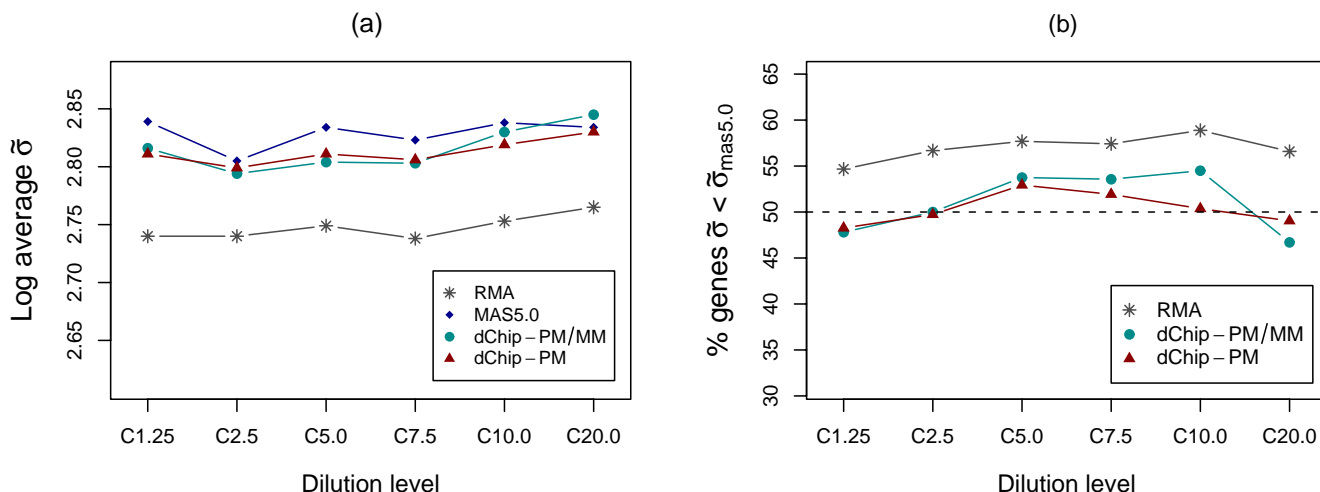 (a)
Log average σ̃
2.85
2.80
2.75
2.70
2.65
RMA
MAS5.0
dChip−PM/MM
dChip−PM
C1.25 C2.5 C5.0 C7.5 C10.0 C20.0
Dilution level
(b)
% genes σ̃ < σ̃mas5.0
65
60
55
50
45
40
35
30
RMA
dChip−PM/MM
dChip−PM
C1.25 C2.5 C5.0 C7.5 C10.0 C20.0
Dilution level